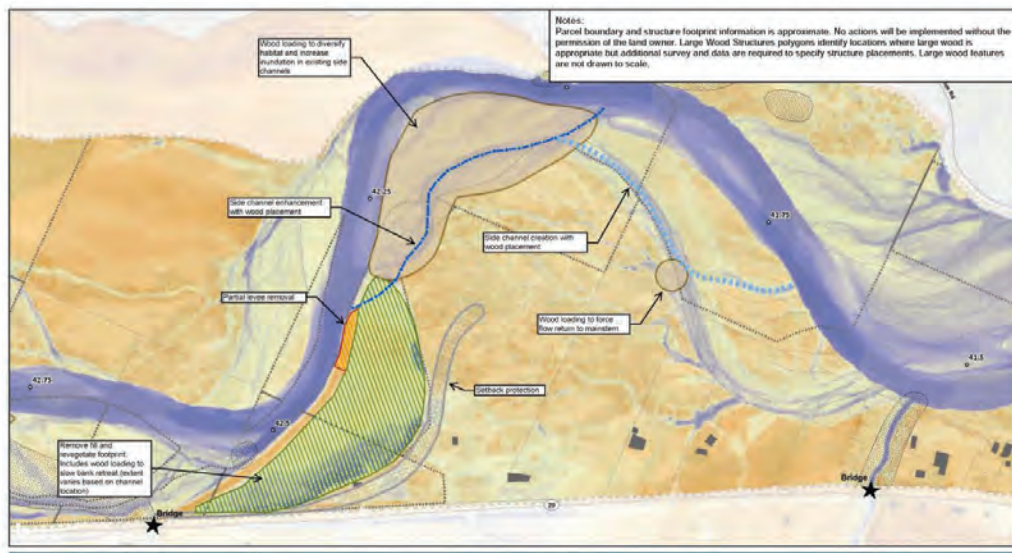 Notes:
Parcel boundary and structure footprint information is approximate. No actions will be implemented without the
permission of the land owner. Large Wood Structures polygons identify locations where large wood is
appropriate but additional survey and data are required to specify structure placements. Large wood features
are not drawn to scale.
Wood loading to diversify
habitat and increase
inundation in existing side
channels
42.25
Side channel enhancement
with wood placement
41.75
Side channel creation with
wood placement
Partial levee removal
Wood loading to force
flow return to mainstem
42.75
41.5
Setback protection
42.5
Remove fill and
revegetate footprint.
Includes wood loading to
slow bank retreat (extent
varies based on channel
location)
Bridge
20
Bridge